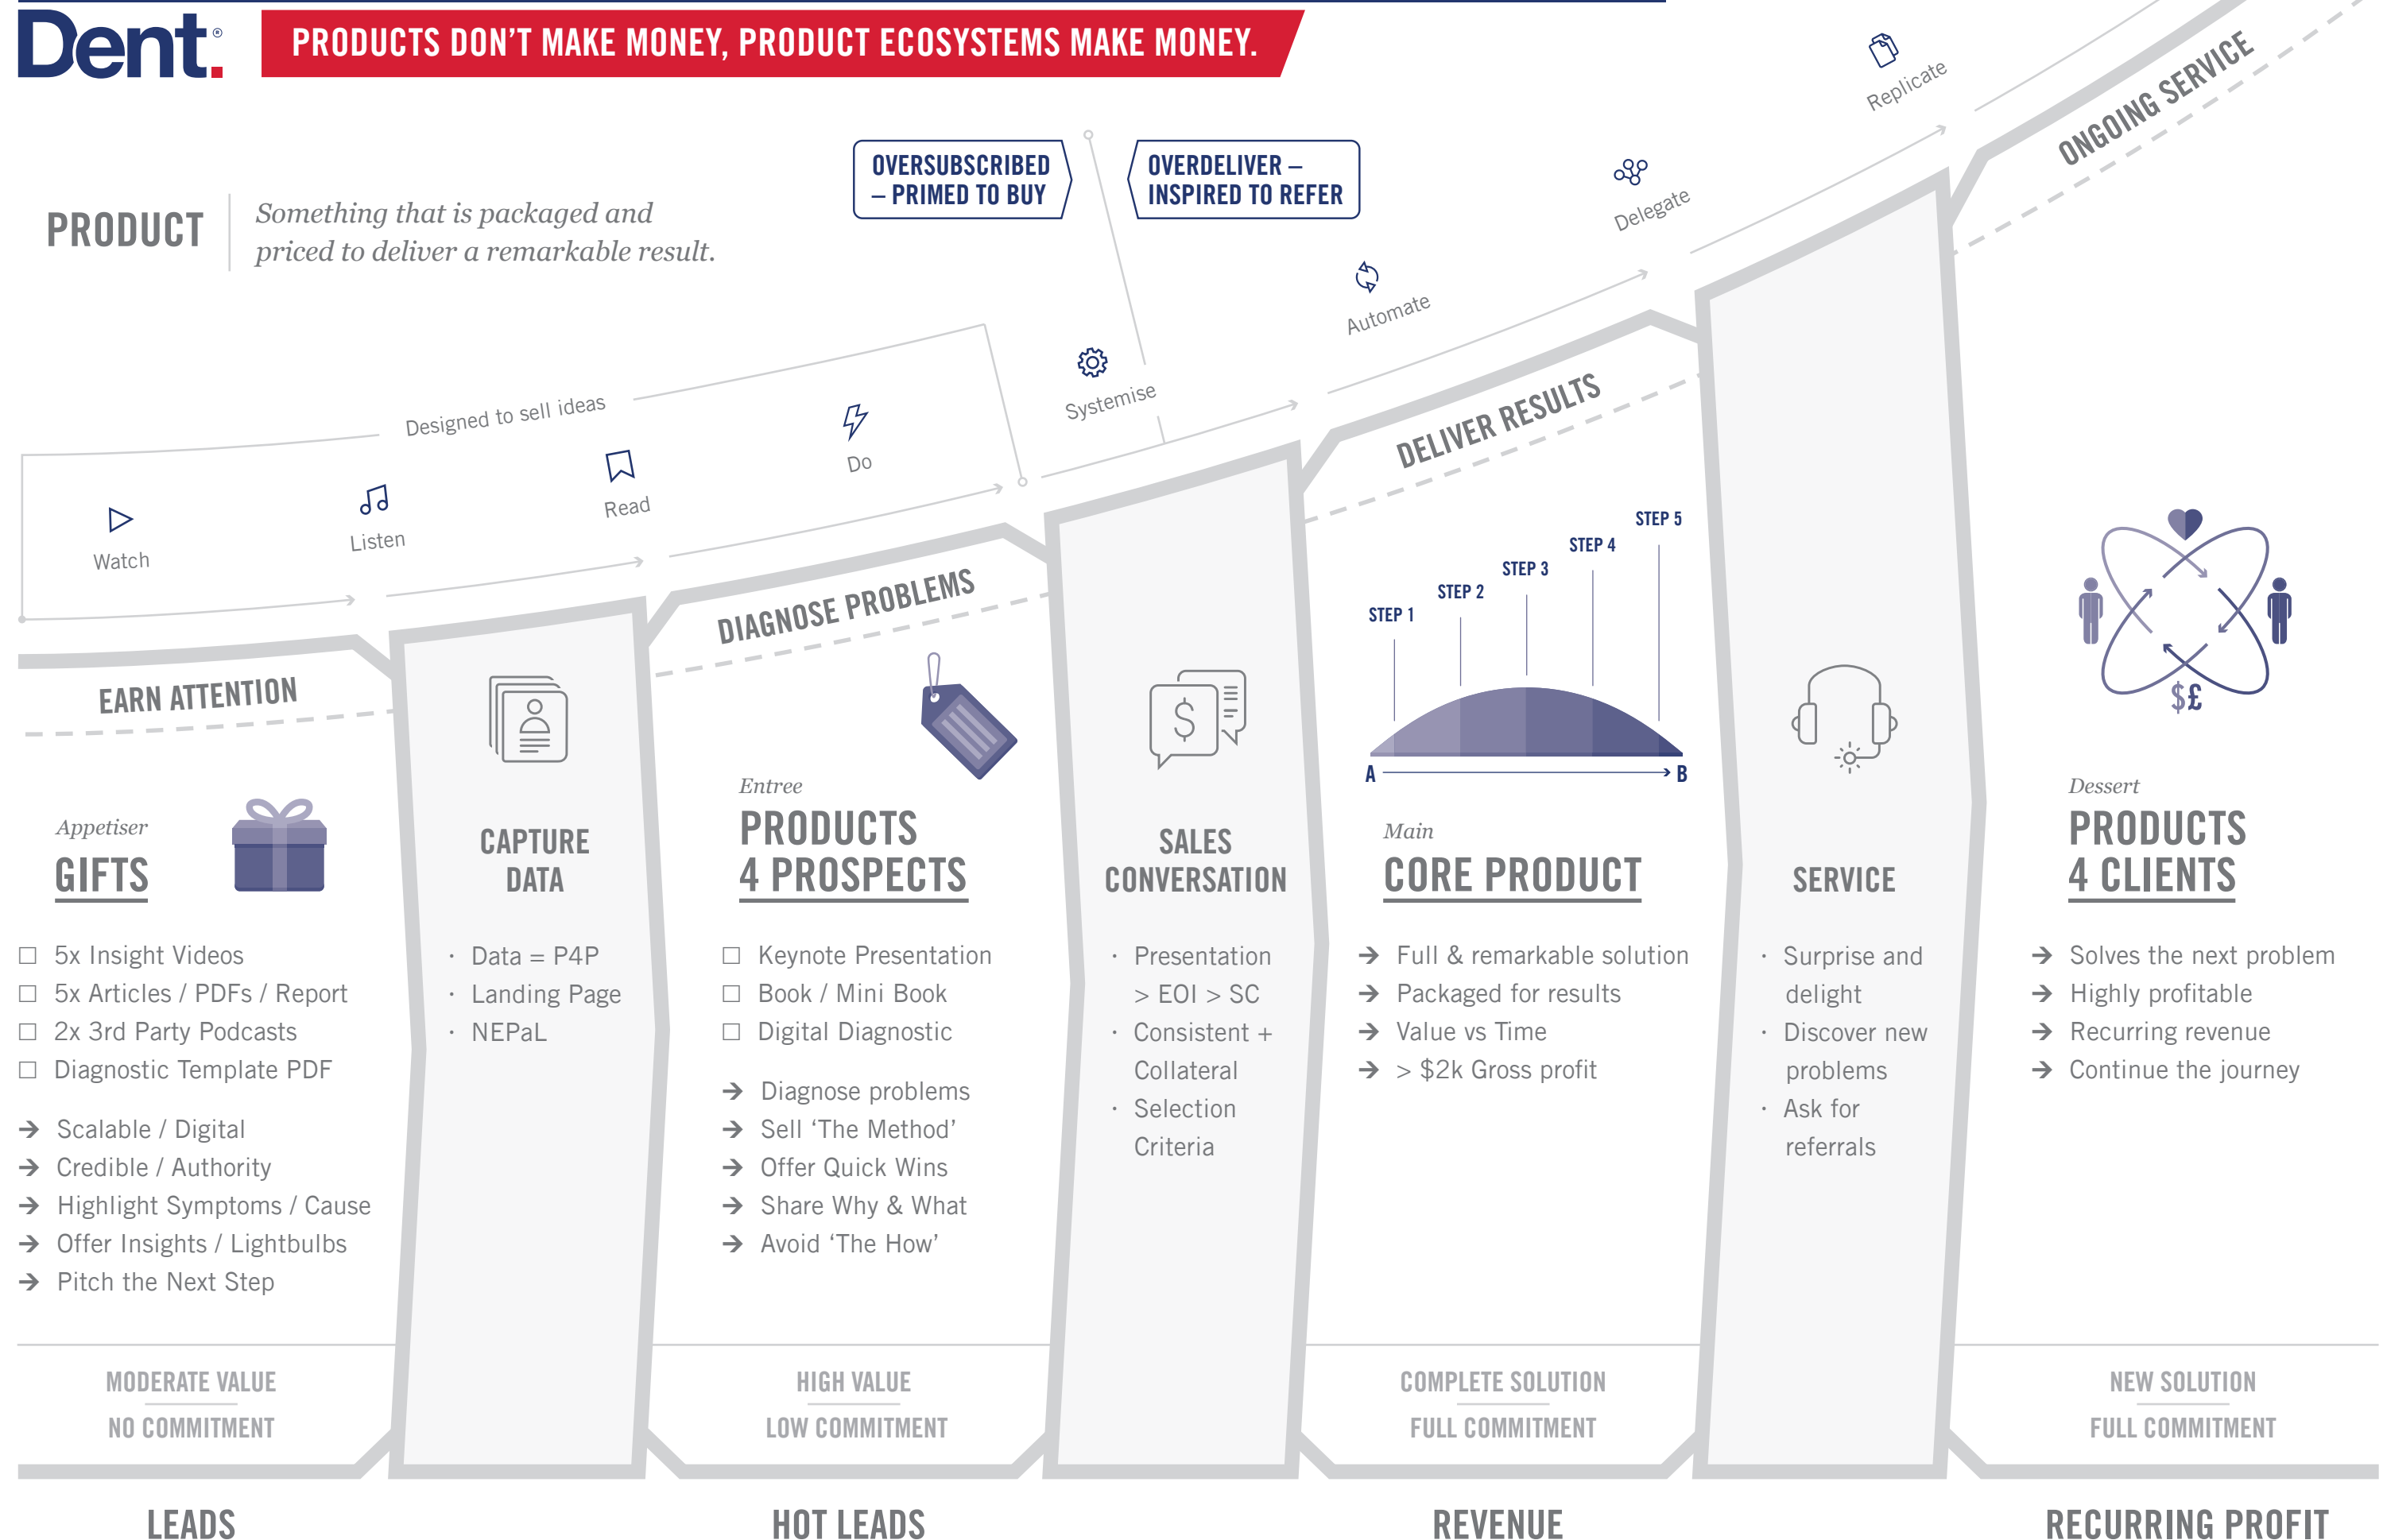 Dent.®
PRODUCTS DON'T MAKE MONEY, PRODUCT ECOSYSTEMS MAKE MONEY.
PRODUCT
Something that is packaged and
priced to deliver a remarkable result.
OVERSUBSCRIBED
– PRIMED TO BUY
OVERDELIVER –
INSPIRED TO REFER
Designed to sell ideas
Watch
Listen
Read
Do
Systemise
Automate
Delegate
Replicate
EARN ATTENTION
Appetiser
GIFTS
5x Insight Videos
5x Articles / PDFs / Report
2x 3rd Party Podcasts
Diagnostic Template PDF
→ Scalable / Digital
→ Credible / Authority
→ Highlight Symptoms / Cause
→ Offer Insights / Lightbulbs
→ Pitch the Next Step
MODERATE VALUE
NO COMMITMENT
LEADS
CAPTURE
DATA
· Data = P4P
· Landing Page
· NEPaL
DIAGNOSE PROBLEMS
Entree
PRODUCTS
4 PROSPECTS
Keynote Presentation
Book / Mini Book
Digital Diagnostic
→ Diagnose problems
→ Sell ‘The Method’
→ Offer Quick Wins
→ Share Why & What
→ Avoid ‘The How’
HIGH VALUE
LOW COMMITMENT
HOT LEADS
$
SALES
CONVERSATION
· Presentation
> EOI > SC
· Consistent +
Collateral
· Selection
Criteria
DELIVER RESULTS
STEP 1
STEP 2
STEP 3
STEP 4
STEP 5
A
B
Main
CORE PRODUCT
→ Full & remarkable solution
→ Packaged for results
→ Value vs Time
→ > $2k Gross profit
COMPLETE SOLUTION
FULL COMMITMENT
REVENUE
SERVICE
· Surprise and
delight
· Discover new
problems
· Ask for
referrals
ONGOING SERVICE
$£
Dessert
PRODUCTS
4 CLIENTS
→ Solves the next problem
→ Highly profitable
→ Recurring revenue
→ Continue the journey
NEW SOLUTION
FULL COMMITMENT
RECURRING PROFIT